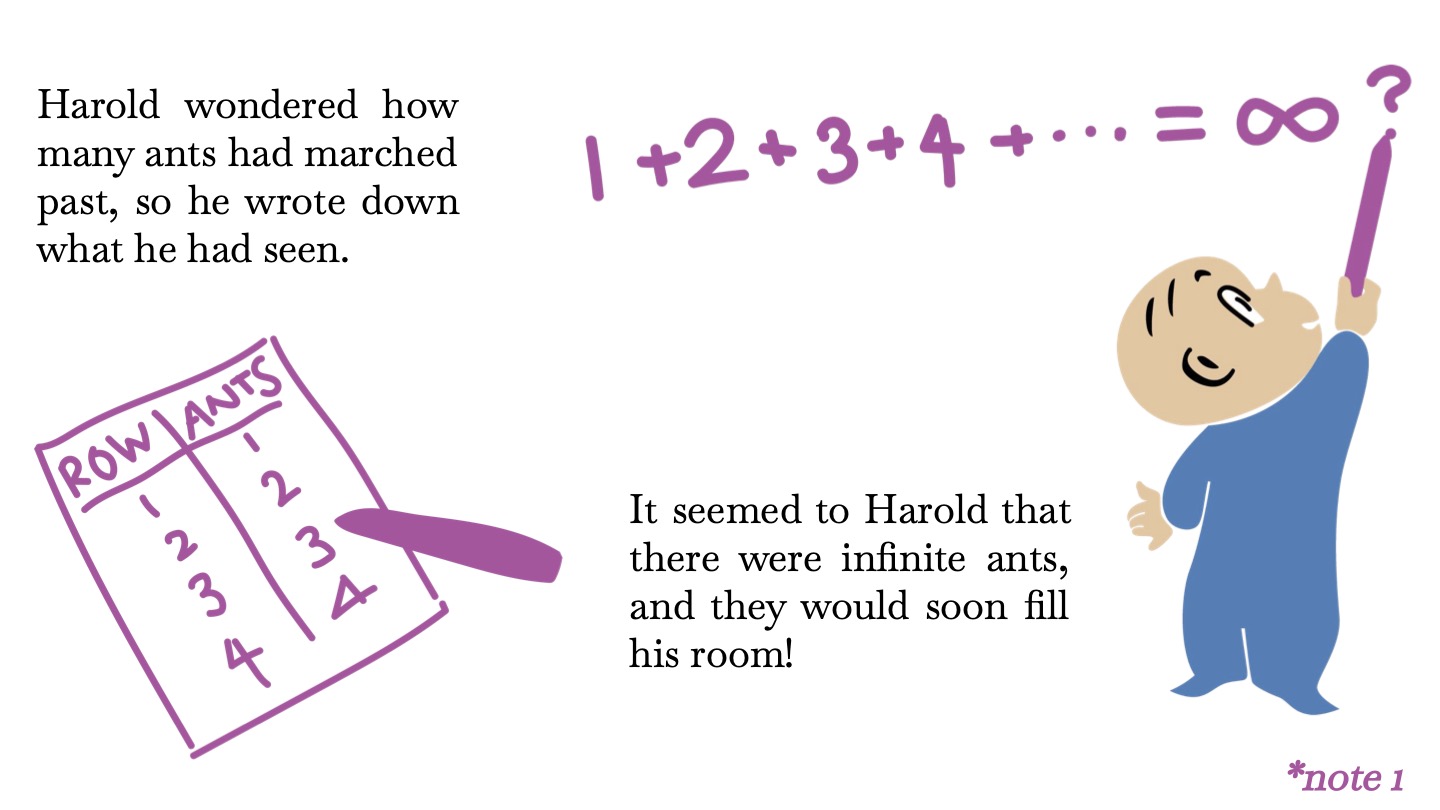 Harold wondered how
many ants had marched
past, so he wrote down
what he had seen.
1 + 2 + 3 + 4 + ··· = ∞ ?
ROW ANTS
1 1
2 2
3 3
4 4
It seemed to Harold that
there were infinite ants,
and they would soon fill
his room!
*note 1